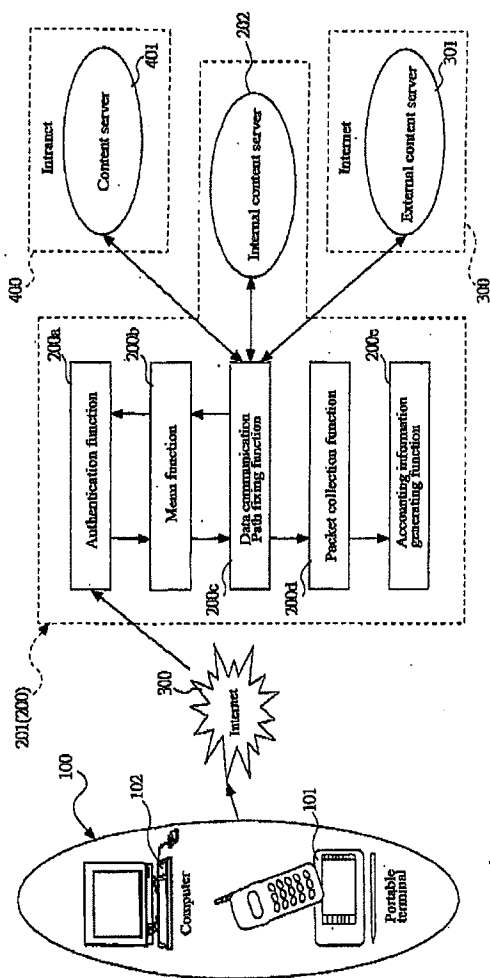 100
102
Computer
101
Portable
terminal
300
Internet
201(200)
200a
Authentication function
200b
Menu function
200c
Data communication
Path fixing function
200d
Packet collection function
200e
Accounting information
generating function
400
Intranet
Content server
401
Internal content server
202
Internet
External content server
301
300